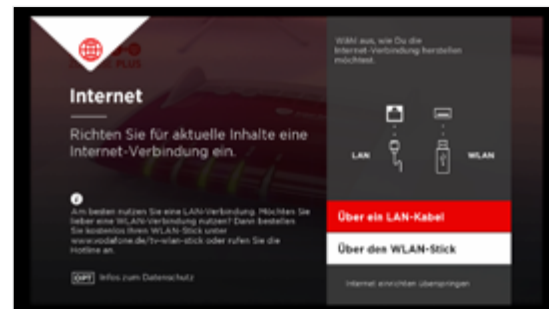 PLUS
Internet
Richten Sie für aktuelle Inhalte eine
Internet-Verbindung ein.
i
Am besten nutzen Sie eine LAN-Verbindung. Möchten Sie
lieber eine WLAN-Verbindung nutzen? Dann bestellen
Sie kostenlos Ihren WLAN-Stick unter
www.vodafone.de/tv-wlan-stick oder rufen Sie die
Hotline an.
OPT Infos zum Datenschutz
Wähl aus, wie Du die
Internet-Verbindung herstellen
möchtest.
LAN
WLAN
Über ein LAN-Kabel
Über den WLAN-Stick
Internet einrichten überspringen